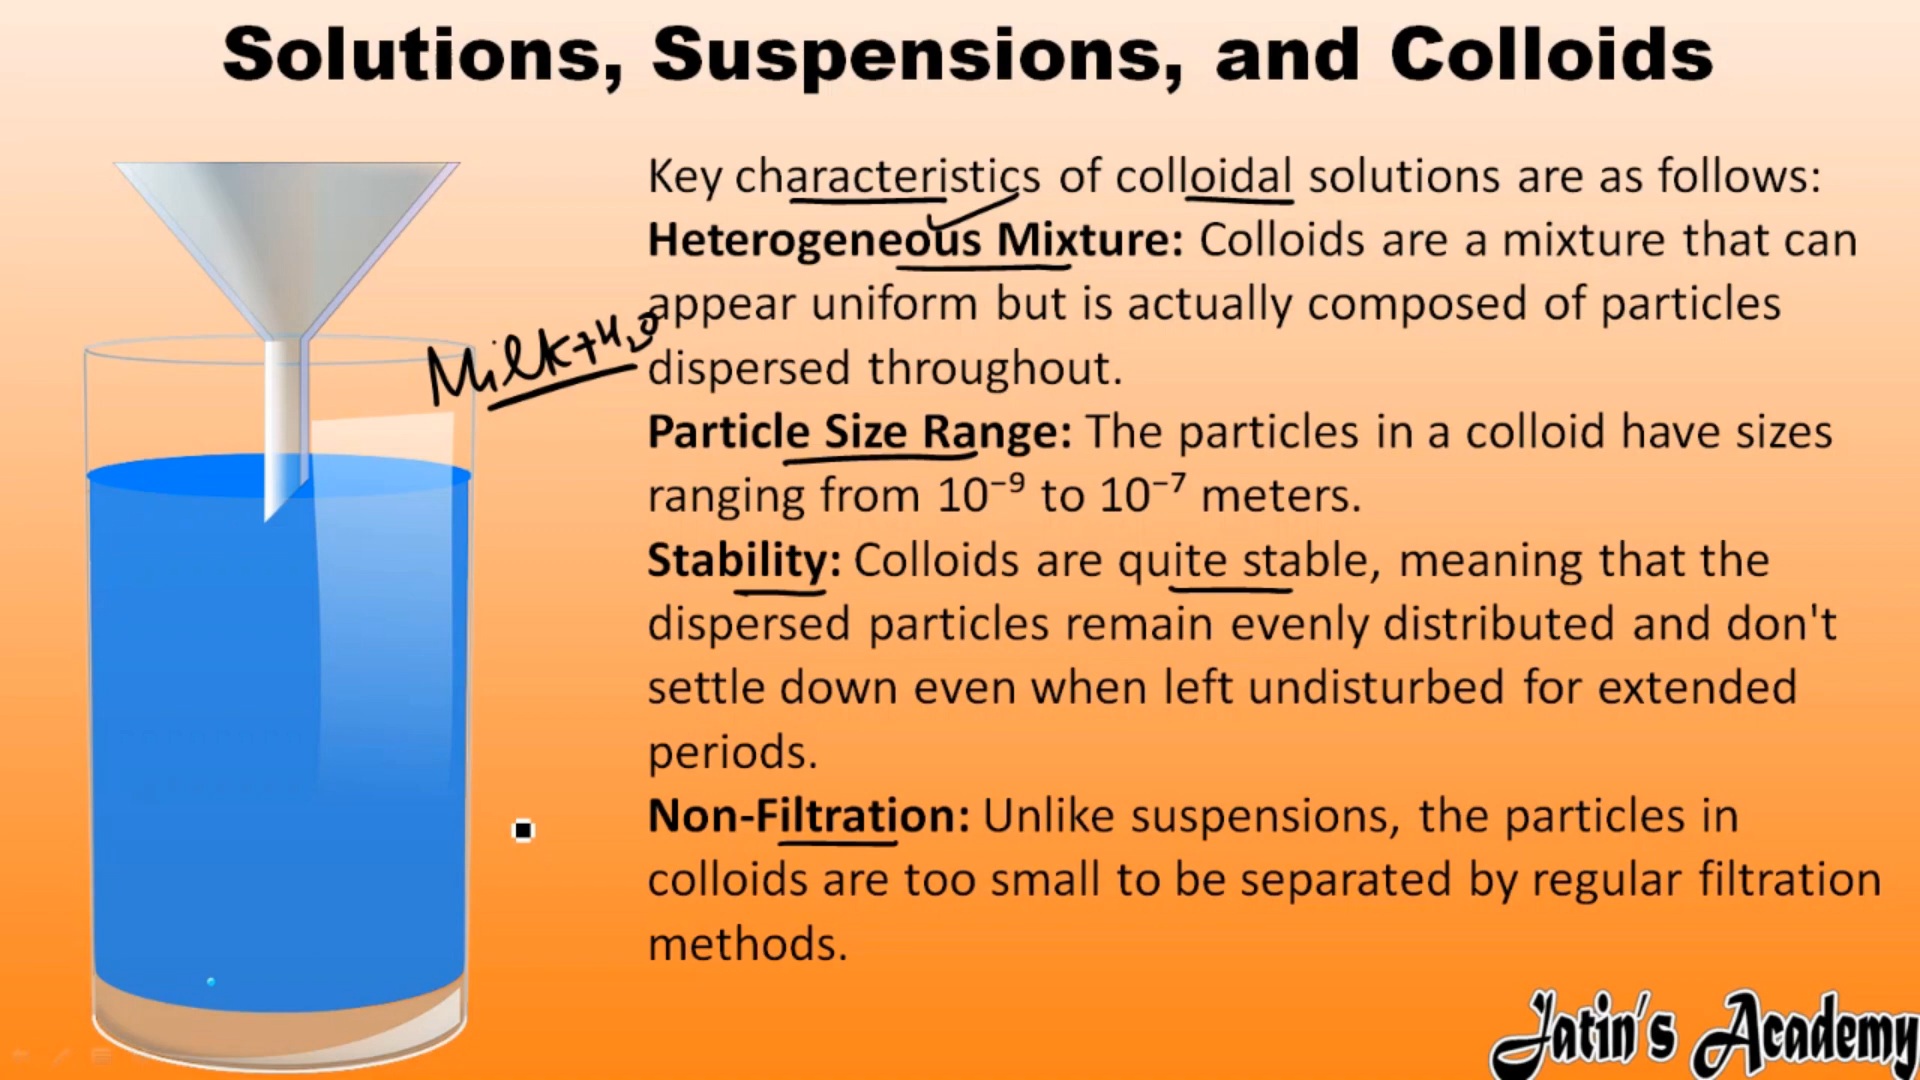 Solutions, Suspensions, and Colloids
Key characteristics of colloidal solutions are as follows:
Heterogeneous Mixture: Colloids are a mixture that can
appear uniform but is actually composed of particles
Milk+H₂O
dispersed throughout.
Particle Size Range: The particles in a colloid have sizes
ranging from 10⁻⁹ to 10⁻⁷ meters.
Stability: Colloids are quite stable, meaning that the
dispersed particles remain evenly distributed and don't
settle down even when left undisturbed for extended
periods.
Non-Filtration: Unlike suspensions, the particles in
colloids are too small to be separated by regular filtration
methods.
Jatin's Academy